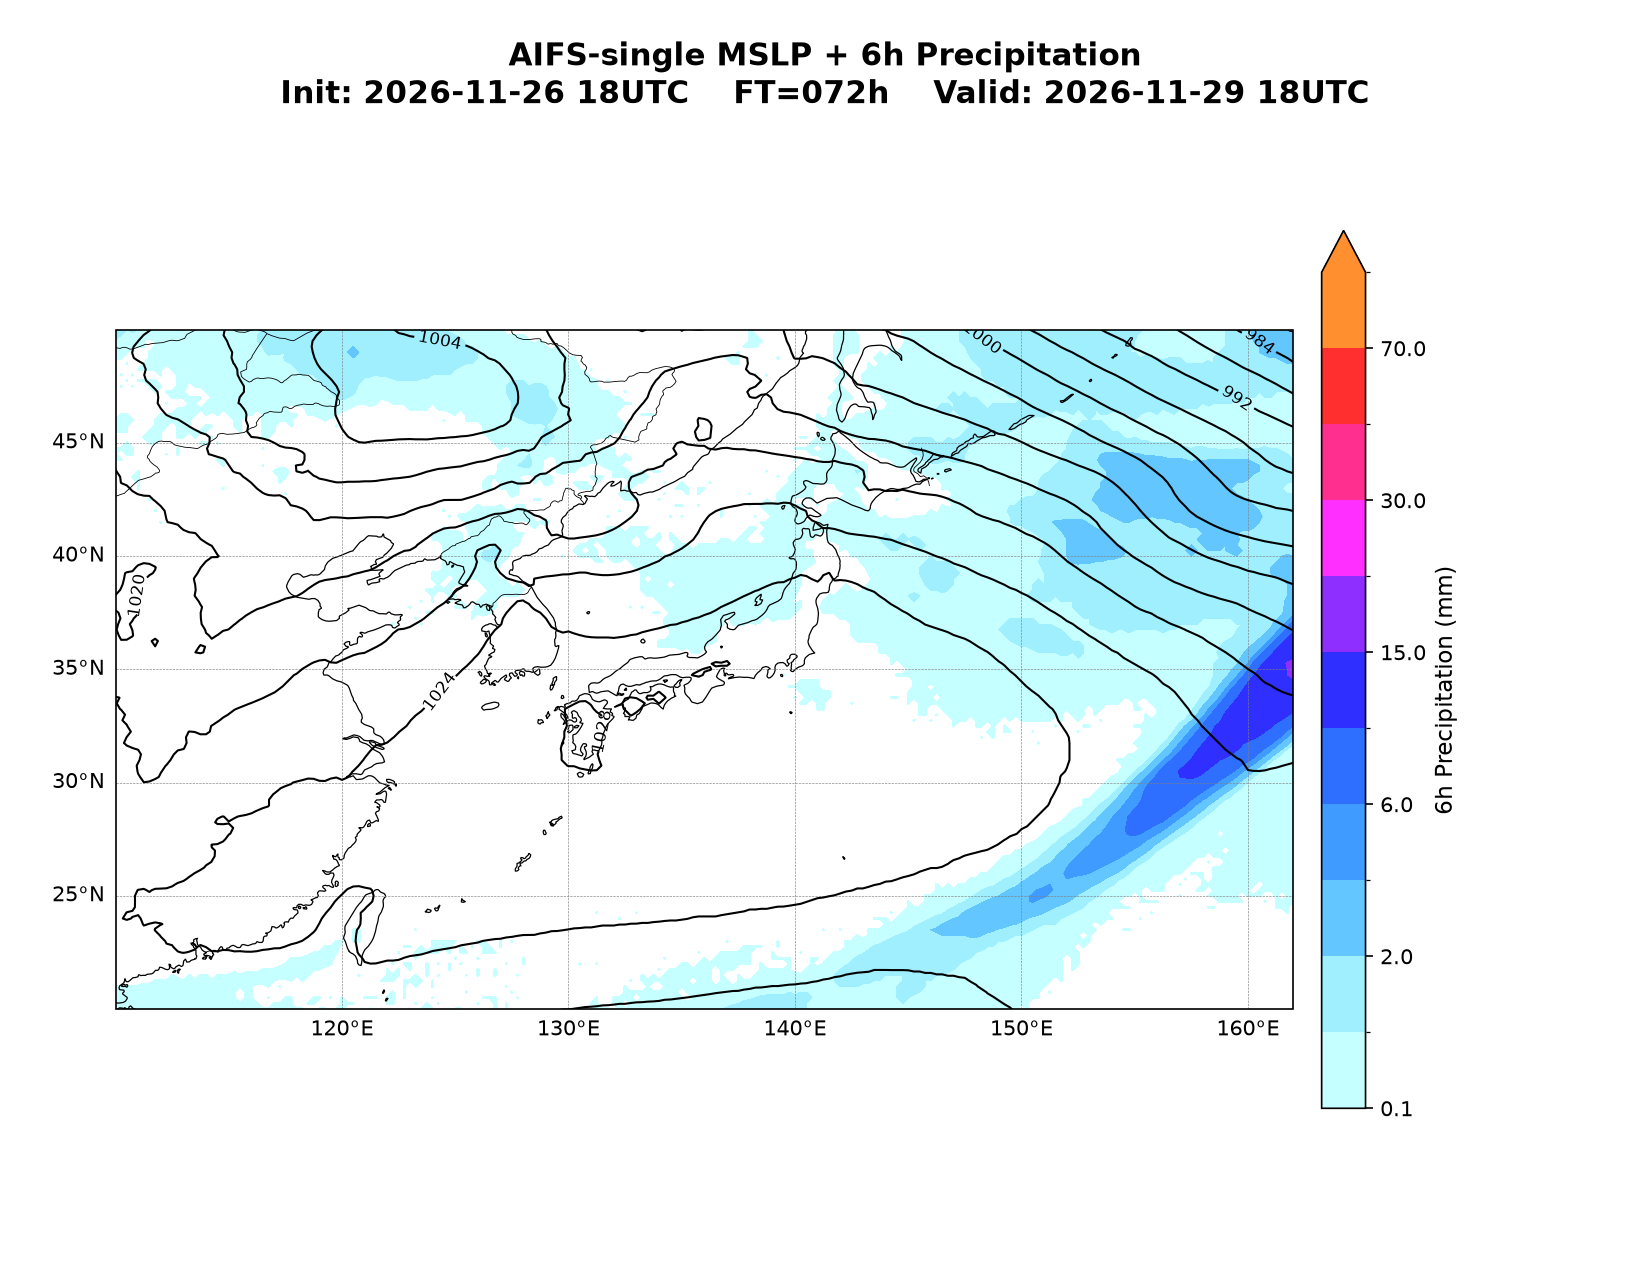 AIFS-single MSLP + 6h Precipitation
Init: 2026-11-26 18UTC    FT=072h    Valid: 2026-11-29 18UTC
1004
1000
984
992
1020
1024
1028
45°N
40°N
35°N
30°N
25°N
120°E
130°E
140°E
150°E
160°E
70.0
30.0
15.0
6.0
2.0
0.1
6h Precipitation (mm)